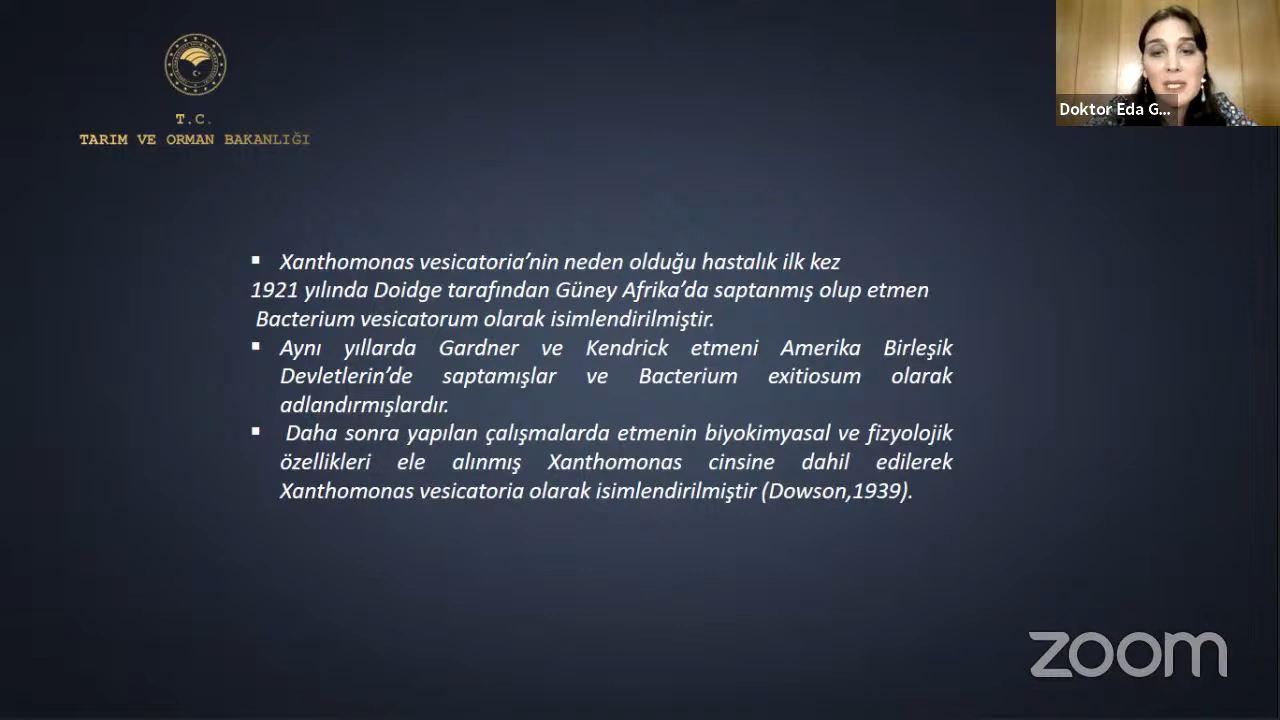 T.C.
TARIM VE ORMAN BAKANLIĞI
Doktor Eda G...
▪ Xanthomonas vesicatoria’nin neden olduğu hastalık ilk kez
1921 yılında Doidge tarafından Güney Afrika’da saptanmış olup etmen
Bacterium vesicatorum olarak isimlendirilmiştir.
▪ Aynı yıllarda Gardner ve Kendrick etmeni Amerika Birleşik
Devletlerin’de saptamışlar ve Bacterium exitiosum olarak
adlandırmışlardır.
▪ Daha sonra yapılan çalışmalarda etmenin biyokimyasal ve fizyolojik
özellikleri ele alınmış Xanthomonas cinsine dahil edilerek
Xanthomonas vesicatoria olarak isimlendirilmiştir (Dowson,1939).
zoom